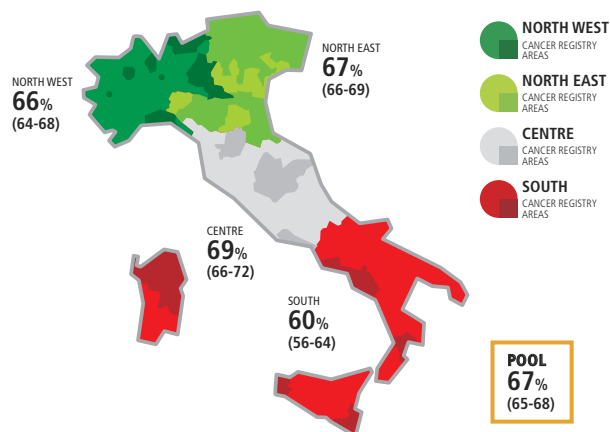 NORTH WEST
66%
(64-68)
NORTH EAST
67%
(66-69)
CENTRE
69%
(66-72)
SOUTH
60%
(56-64)
NORTH WEST
CANCER REGISTRY
AREAS
NORTH EAST
CANCER REGISTRY
AREAS
CENTRE
CANCER REGISTRY
AREAS
SOUTH
CANCER REGISTRY
AREAS
POOL
67%
(65-68)